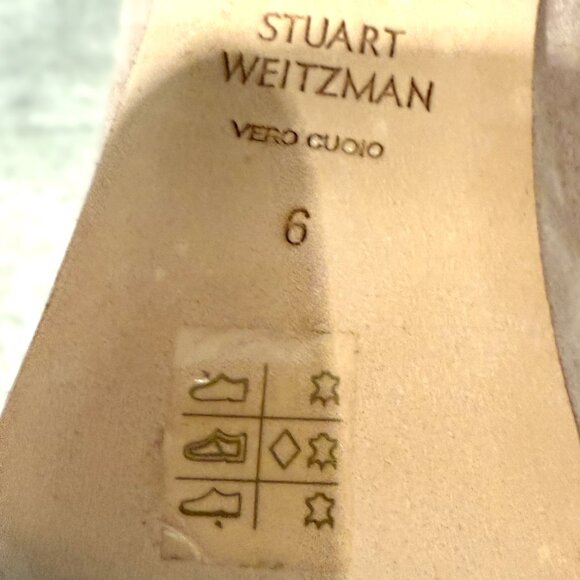 STUART
WEITZMAN
VERO CUOIO
6